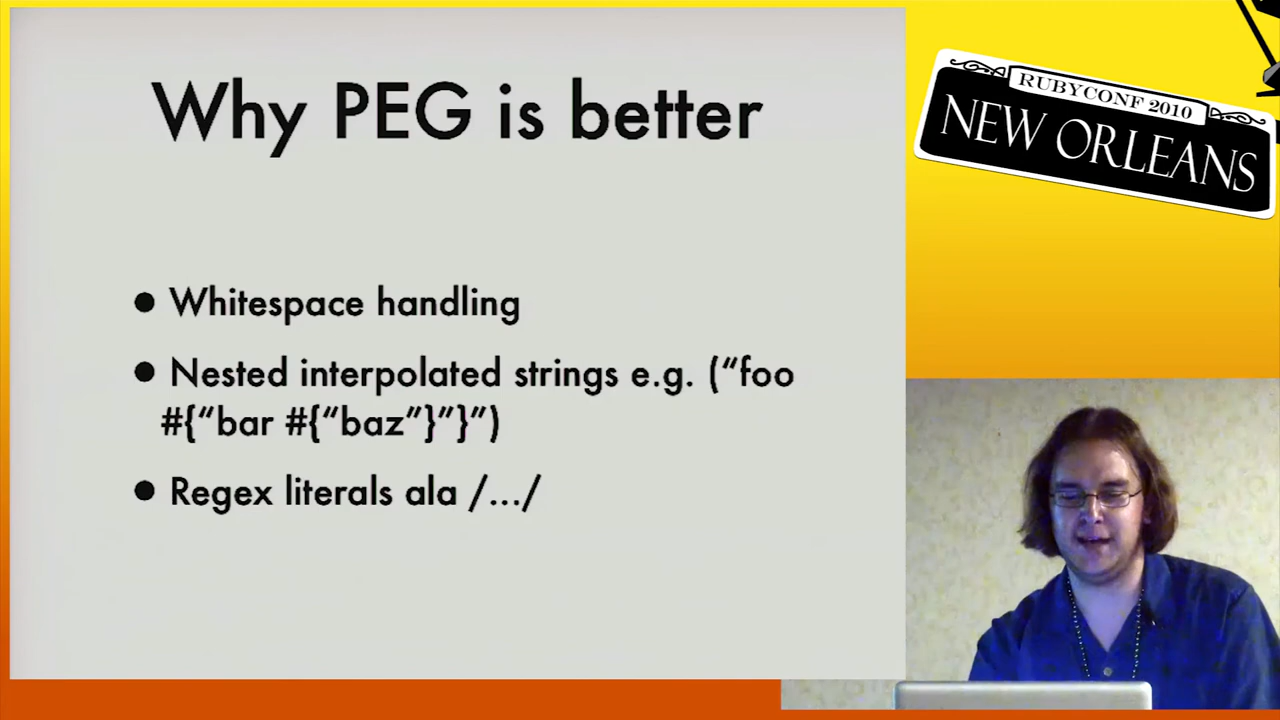 Why PEG is better
• Whitespace handling
• Nested interpolated strings e.g. (“foo
#{“bar #{“baz”}”}”)
• Regex literals ala /.../
RUBYCONF 2010
NEW ORLEANS